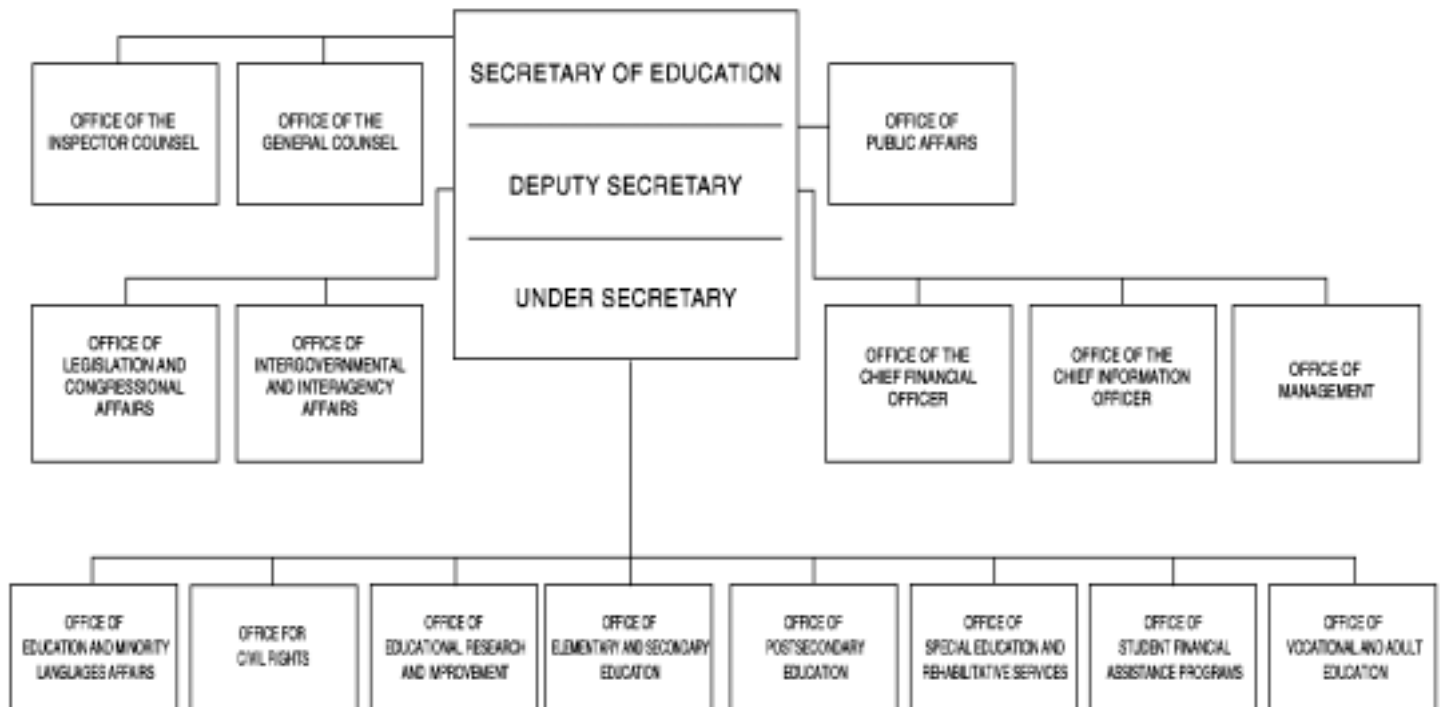 SECRETARY OF EDUCATION
DEPUTY SECRETARY
UNDER SECRETARY
OFFICE OF THE
INSPECTOR COUNSEL
OFFICE OF THE
GENERAL COUNSEL
OFFICE OF
PUBLIC AFFAIRS
OFFICE OF
LEGISLATION AND
CONGRESSIONAL
AFFAIRS
OFFICE OF
INTERGOVERNMENTAL
AND INTERAGENCY
AFFAIRS
OFFICE OF THE
CHIEF FINANCIAL
OFFICER
OFFICE OF THE
CHIEF INFORMATION
OFFICER
OFFICE OF
MANAGEMENT
OFFICE OF
EDUCATION AND MINORITY
LANGUAGES AFFAIRS
OFFICE FOR
CIVIL RIGHTS
OFFICE OF
EDUCATIONAL RESEARCH
AND IMPROVEMENT
OFFICE OF
ELEMENTARY AND SECONDARY
EDUCATION
OFFICE OF
POSTSECONDARY
EDUCATION
OFFICE OF
SPECIAL EDUCATION AND
REHABILITATIVE SERVICES
OFFICE OF
STUDENT FINANCIAL
ASSISTANCE PROGRAMS
OFFICE OF
VOCATIONAL AND ADULT
EDUCATION